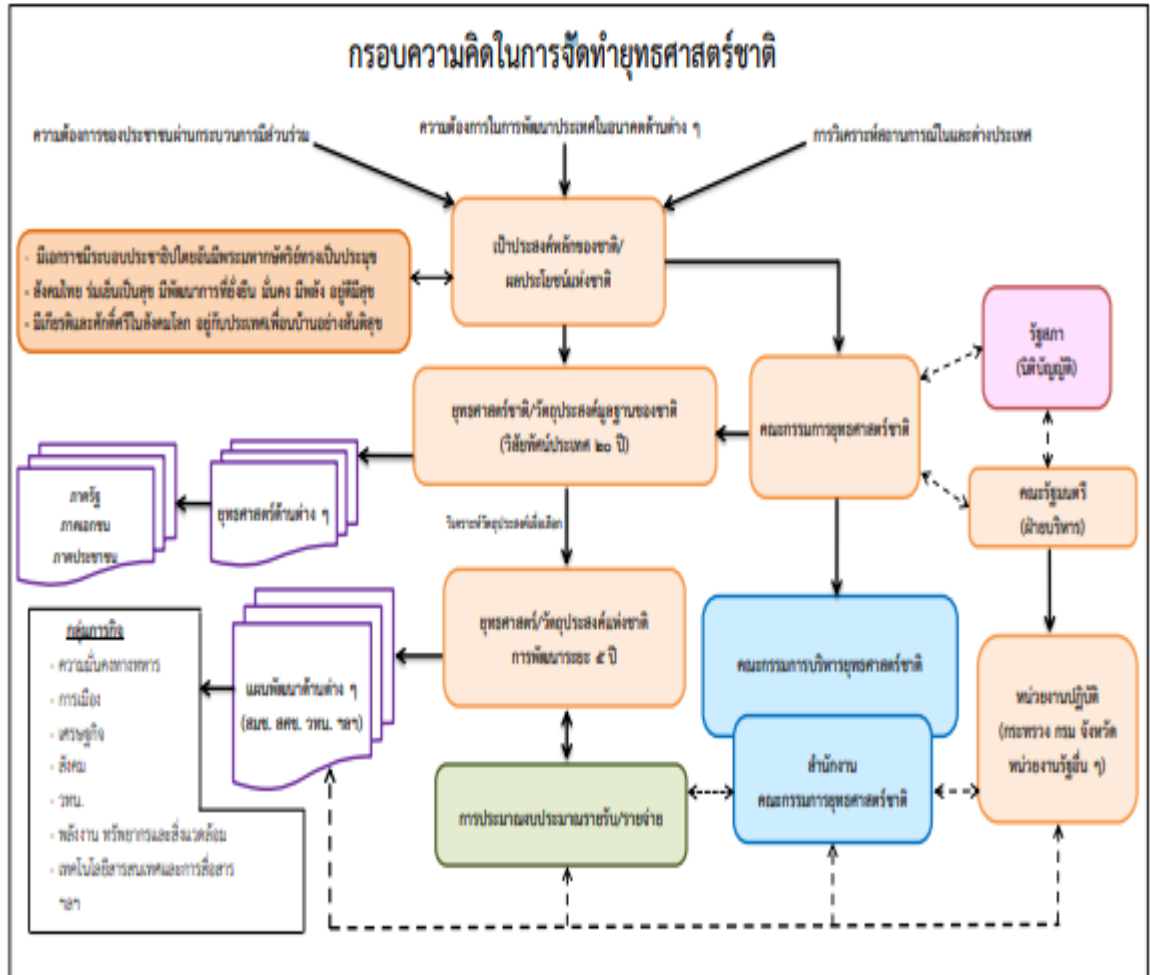 กรอบความคิดในการจัดทำยุทธศาสตร์ชาติ
ความต้องการของประชาชนผ่านกระบวนการมีส่วนร่วม
ความต้องการในการพัฒนาประเทศในอนาคตด้านต่าง ๆ
การวิเคราะห์สถานการณ์ในและต่างประเทศ
เป้าประสงค์หลักของชาติ/
ผลประโยชน์แห่งชาติ
- มีเอกราชมีระบอบประชาธิปไตยอันมีพระมหากษัตริย์ทรงเป็นประมุข
- สังคมไทย ร่มเย็นเป็นสุข มีพัฒนาการที่ยั่งยืน มั่นคง มีพลัง อยู่ดีมีสุข
- มีเกียรติและศักดิ์ศรีในสังคมโลก อยู่กับประเทศเพื่อนบ้านอย่างสันติสุข
รัฐสภา
(นิติบัญญัติ)
ยุทธศาสตร์ชาติ/วัตถุประสงค์มูลฐานของชาติ
(วิสัยทัศน์ประเทศ ๒๐ ปี)
คณะกรรมการยุทธศาสตร์ชาติ
คณะรัฐมนตรี
(ฝ่ายบริหาร)
ยุทธศาสตร์ด้านต่าง ๆ
ภาครัฐ
ภาคเอกชน
ภาคประชาชน
วิเคราะห์วัตถุประสงค์เพื่อเลือก
ยุทธศาสตร์/วัตถุประสงค์แห่งชาติ
การพัฒนาระยะ ๕ ปี
คณะกรรมการบริหารยุทธศาสตร์ชาติ
หน่วยงานปฏิบัติ
(กระทรวง กรม จังหวัด
หน่วยงานรัฐอื่น ๆ)
แผนพัฒนาด้านต่าง ๆ
(สมช. สศช. วทน. ฯลฯ)
กลุ่มภารกิจ
- ความมั่นคงทางทหาร
- การเมือง
- เศรษฐกิจ
- สังคม
- วทน.
- พลังงาน ทรัพยากรและสิ่งแวดล้อม
- เทคโนโลยีสารสนเทศและการสื่อสาร
ฯลฯ
การประมาณงบประมาณรายรับ/รายจ่าย
สำนักงาน
คณะกรรมการยุทธศาสตร์ชาติ